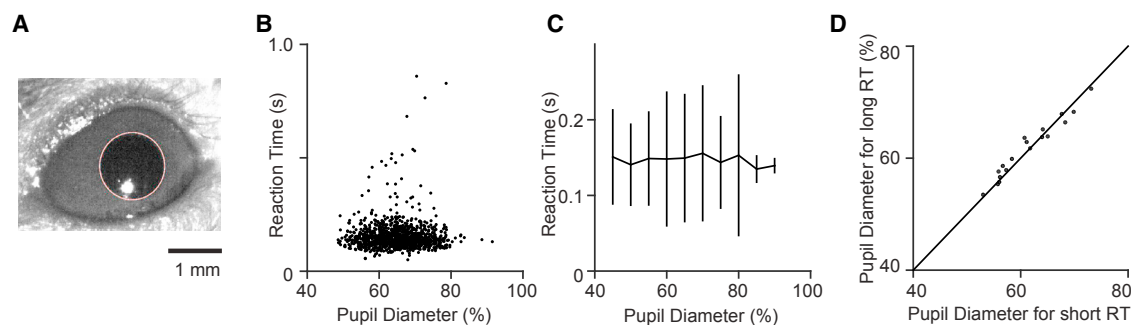 A
1 mm
B
Reaction Time (s)
1.0
0
40
60
80
100
Pupil Diameter (%)
C
Reaction Time (s)
0.2
0.1
0
40
60
80
100
Pupil Diameter (%)
D
Pupil Diameter for long RT (%)
80
60
40
40
60
80
Pupil Diameter for short RT